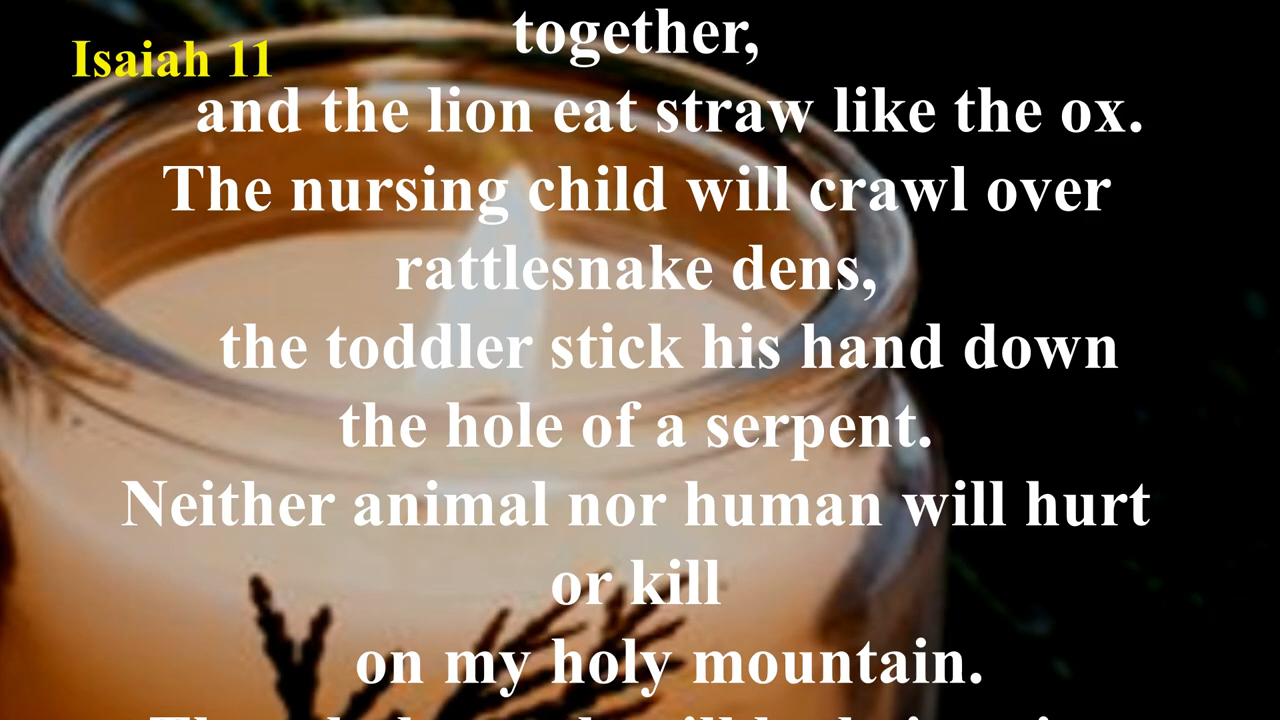 Isaiah 11
together,
and the lion eat straw like the ox.
The nursing child will crawl over
rattlesnake dens,
the toddler stick his hand down
the hole of a serpent.
Neither animal nor human will hurt
or kill
on my holy mountain.